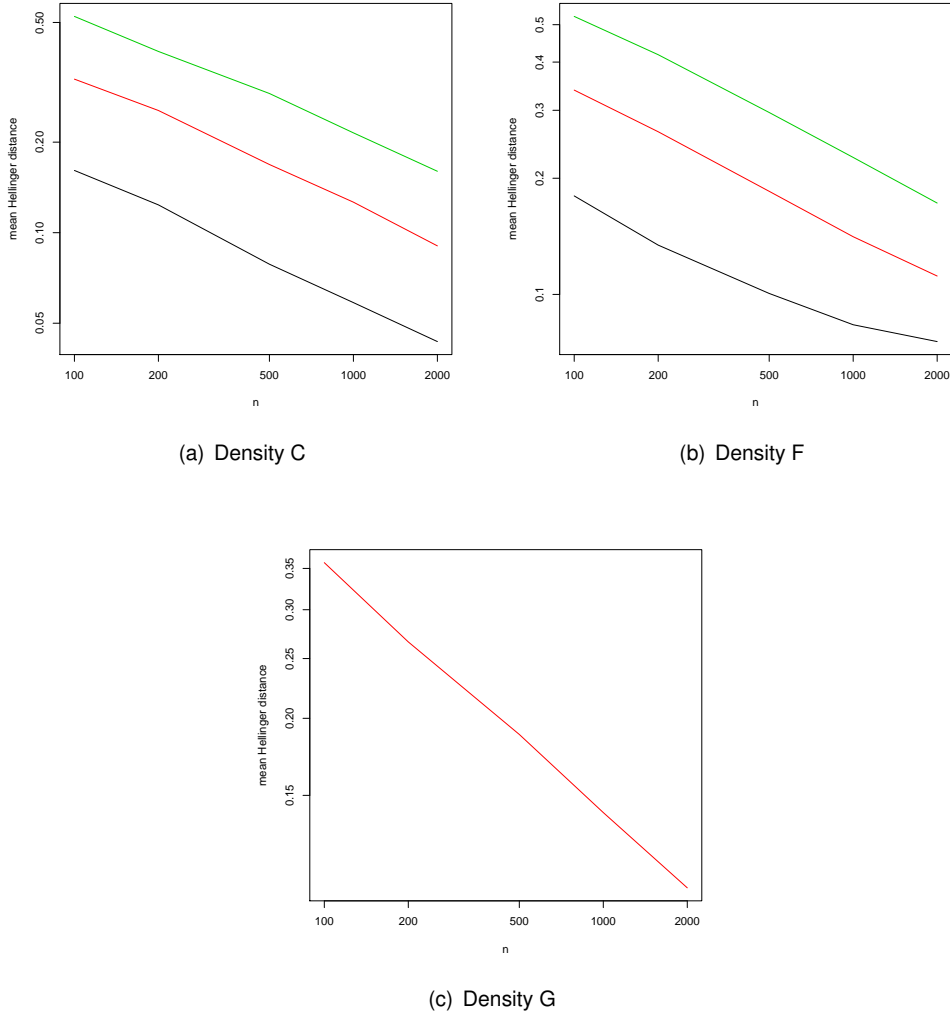 mean Hellinger distance
0.50
0.20
0.10
0.05
100 200 500 1000 2000
n
(a) Density C
mean Hellinger distance
0.5
0.4
0.3
0.2
0.1
100 200 500 1000 2000
n
(b) Density F
mean Hellinger distance
0.35
0.30
0.25
0.20
0.15
100 200 500 1000 2000
n
(c) Density G